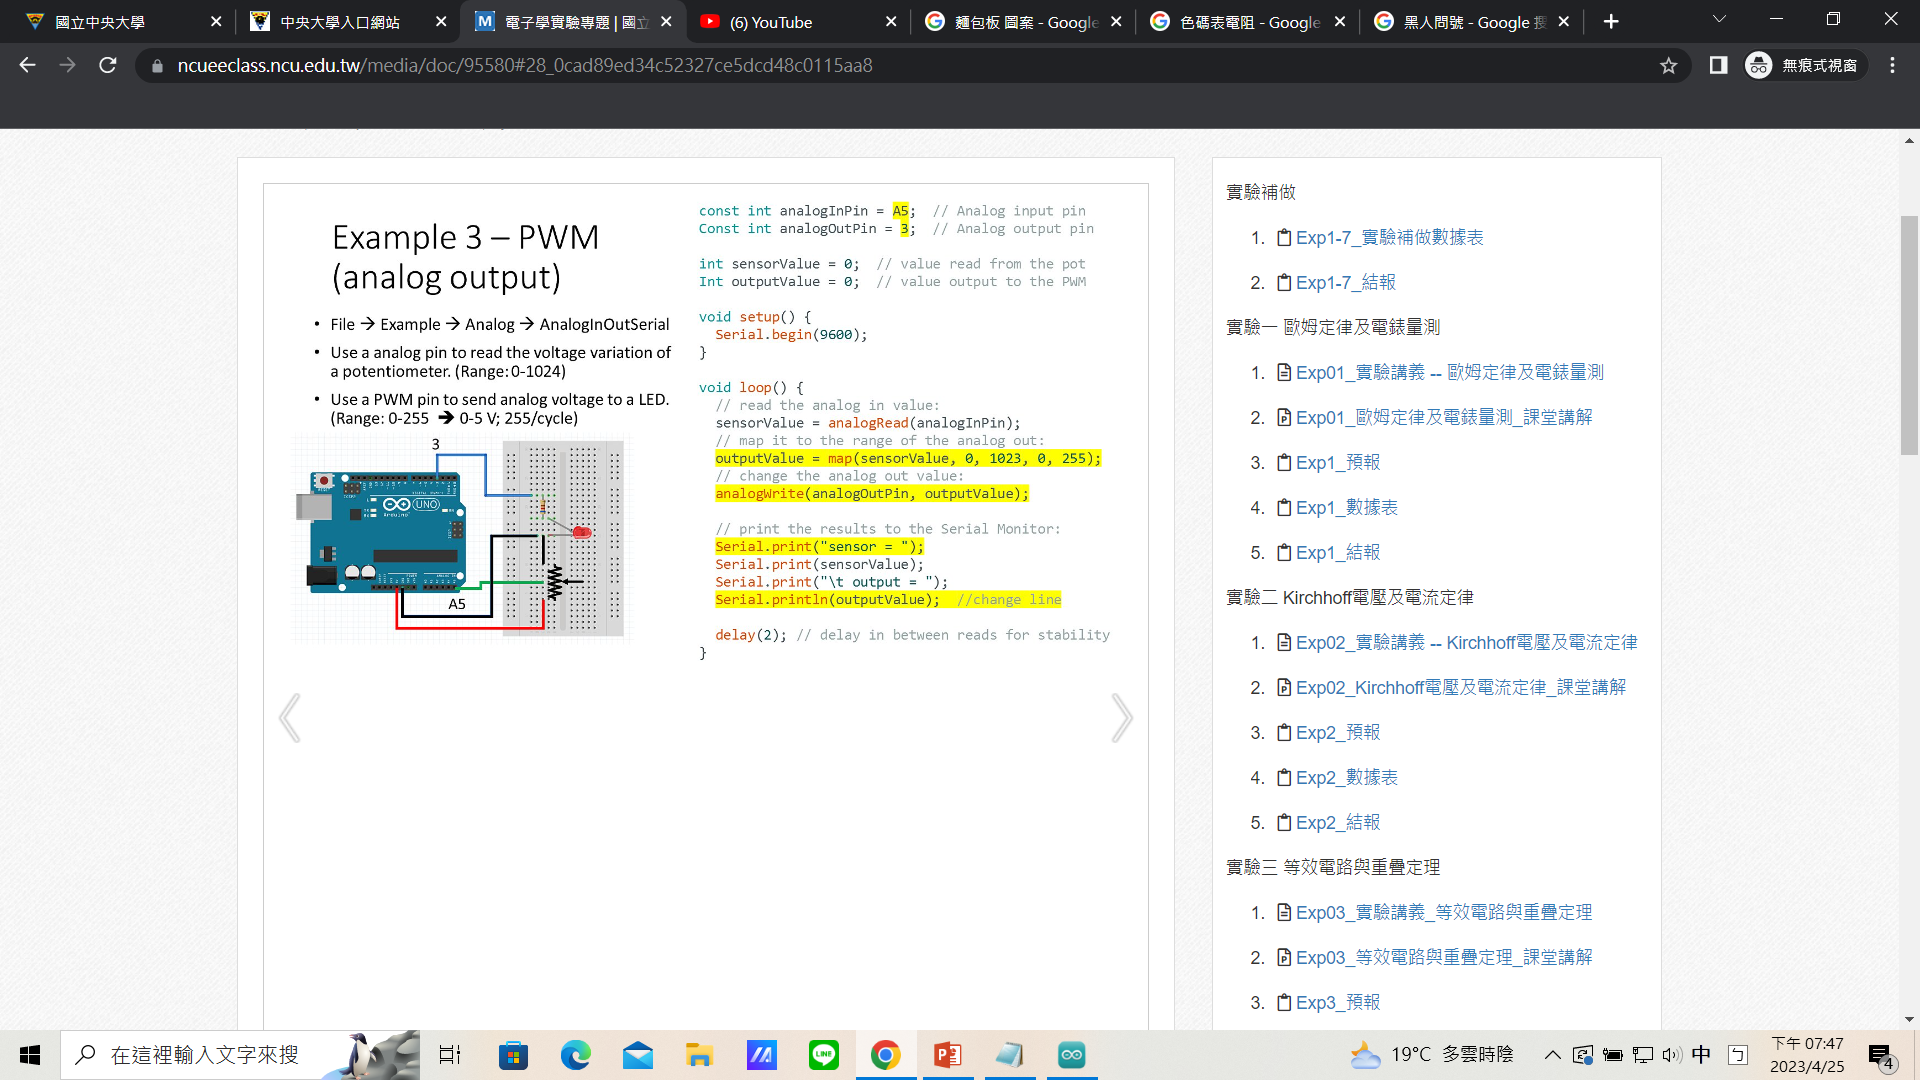 國立中央大學
中央大學入口網站
電子學實驗專題 | 國立
(6) YouTube
麵包板 圖案 - Google
色碼表電阻 - Google
黑人問號 - Google 搜
ncueeclass.ncu.edu.tw/media/doc/95580#28_0cad89ed34c52327ce5dcd48c0115aa8
無痕式視窗
Example 3 – PWM
(analog output)
• File → Example → Analog → AnalogInOutSerial
• Use a analog pin to read the voltage variation of
a potentiometer. (Range: 0-1024)
• Use a PWM pin to send analog voltage to a LED.
(Range: 0-255 → 0-5 V; 255/cycle)
3
UNO
Arduino
A5
const int analogInPin = A5; // Analog input pin
Const int analogOutPin = 3; // Analog output pin
int sensorValue = 0; // value read from the pot
Int outputValue = 0; // value output to the PWM
void setup() {
Serial.begin(9600);
}
void loop() {
// read the analog in value:
sensorValue = analogRead(analogInPin);
// map it to the range of the analog out:
outputValue = map(sensorValue, 0, 1023, 0, 255);
// change the analog out value:
analogWrite(analogOutPin, outputValue);
// print the results to the Serial Monitor:
Serial.print("sensor = ");
Serial.print(sensorValue);
Serial.print("\t output = ");
Serial.println(outputValue); //change line
delay(2); // delay in between reads for stability
}
實驗補做
1. Exp1-7_實驗補做數據表
2. Exp1-7_結報
實驗一 歐姆定律及電錶量測
1. Exp01_實驗講義 -- 歐姆定律及電錶量測
2. Exp01_歐姆定律及電錶量測_課堂講解
3. Exp1_預報
4. Exp1_數據表
5. Exp1_結報
實驗二 Kirchhoff電壓及電流定律
1. Exp02_實驗講義 -- Kirchhoff電壓及電流定律
2. Exp02_Kirchhoff電壓及電流定律_課堂講解
3. Exp2_預報
4. Exp2_數據表
5. Exp2_結報
實驗三 等效電路與重疊定理
1. Exp03_實驗講義_等效電路與重疊定理
2. Exp03_等效電路與重疊定理_課堂講解
3. Exp3_預報
在這裡輸入文字來搜
19°C 多雲時陰
中
下午 07:47
2023/4/25
4